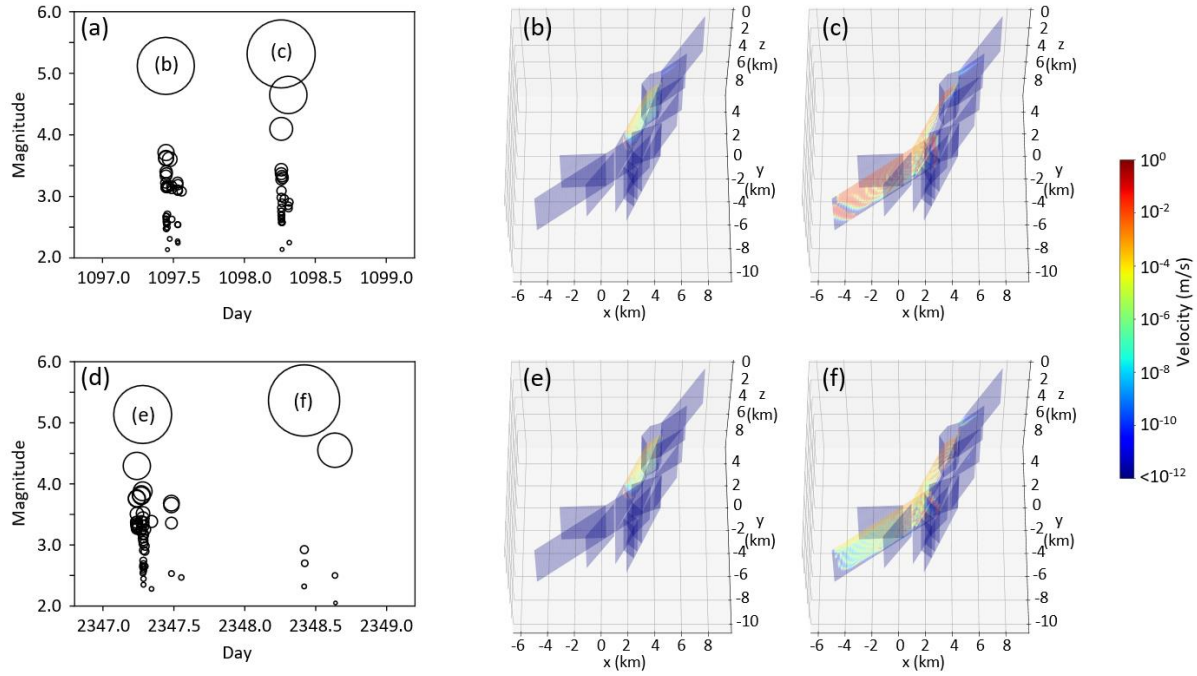 (a)
6.0
5.0
4.0
3.0
2.0
Magnitude
(b)
(c)
1097.0 1097.5 1098.0 1098.5 1099.0
Day
(b)
0
2
4
6
8
z
(km)
4
2
0
-2
-4
-6
-8
-10
y
(km)
-6 -4 -2 0 2 4 6 8
x (km)
(c)
0
2
4
6
8
z
(km)
4
2
0
-2
-4
-6
-8
-10
y
(km)
-6 -4 -2 0 2 4 6 8
x (km)
10⁰
10⁻²
10⁻⁴
10⁻⁶
10⁻⁸
10⁻¹⁰
<10⁻¹²
Velocity (m/s)
(d)
6.0
5.0
4.0
3.0
2.0
Magnitude
(e)
(f)
2347.0 2347.5 2348.0 2348.5 2349.0
Day
(e)
0
2
4
6
8
z
(km)
4
2
0
-2
-4
-6
-8
-10
y
(km)
-6 -4 -2 0 2 4 6 8
x (km)
(f)
0
2
4
6
8
z
(km)
4
2
0
-2
-4
-6
-8
-10
y
(km)
-6 -4 -2 0 2 4 6 8
x (km)